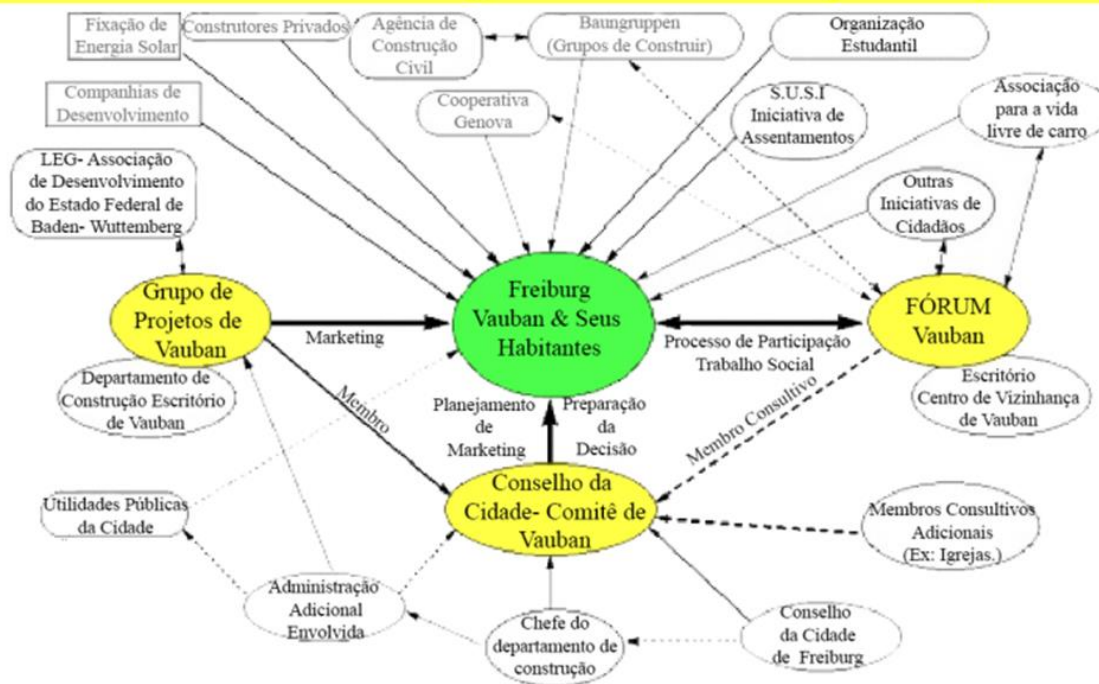 Fixação de
Energia Solar
Construtores Privados
Agência de
Construção
Civil
Baungruppen
(Grupos de Construir)
Organização
Estudantil
Companhias de
Desenvolvimento
Cooperativa
Genova
S.U.S.I
Iniciativa de
Assentamentos
Associação
para a vida
livre de carro
LEG- Associação
de Desenvolvimento
do Estado Federal de
Baden- Wuttemberg
Outras
Iniciativas de
Cidadãos
Grupo de
Projetos de
Vauban
Marketing
Freiburg
Vauban & Seus
Habitantes
Processo de Participação
Trabalho Social
FÓRUM
Vauban
Departamento de
Construção Escritório
de Vauban
Membro
Planejamento
de
Marketing
Preparação
da
Decisão
Membro Consultivo
Escritório
Centro de Vizinhança
de Vauban
Utilidades Públicas
da Cidade
Conselho da
Cidade- Comitê de
Vauban
Membros Consultivos
Adicionais
(Ex: Igrejas.)
Administração
Adicional
Envolvida
Chefe do
departamento de
construção
Conselho
da Cidade
de Freiburg